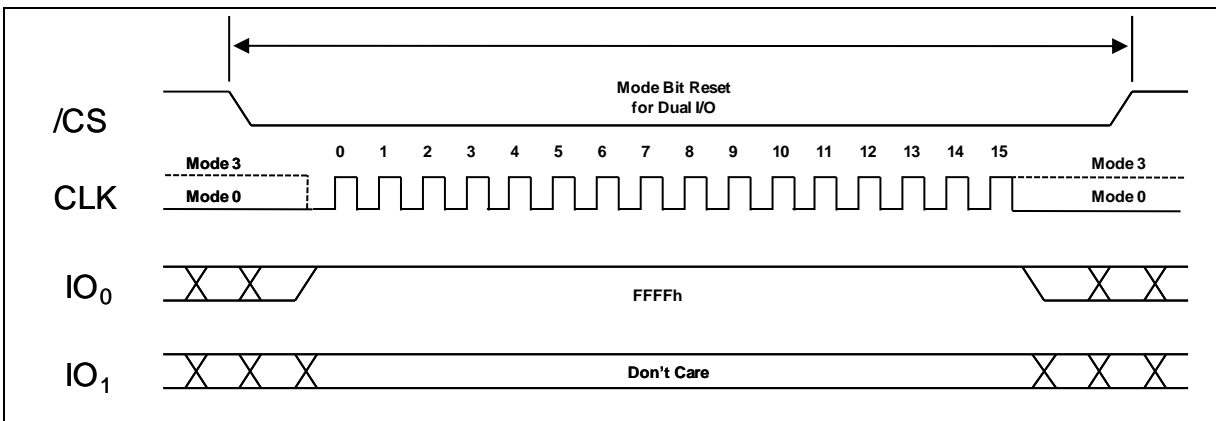 Mode Bit Reset
for Dual I/O
/CS
0 1 2 3 4 5 6 7 8 9 10 11 12 13 14 15
Mode 3 Mode 3
CLK Mode 0 Mode 0
IO0 FFFFh
IO1 Don't Care